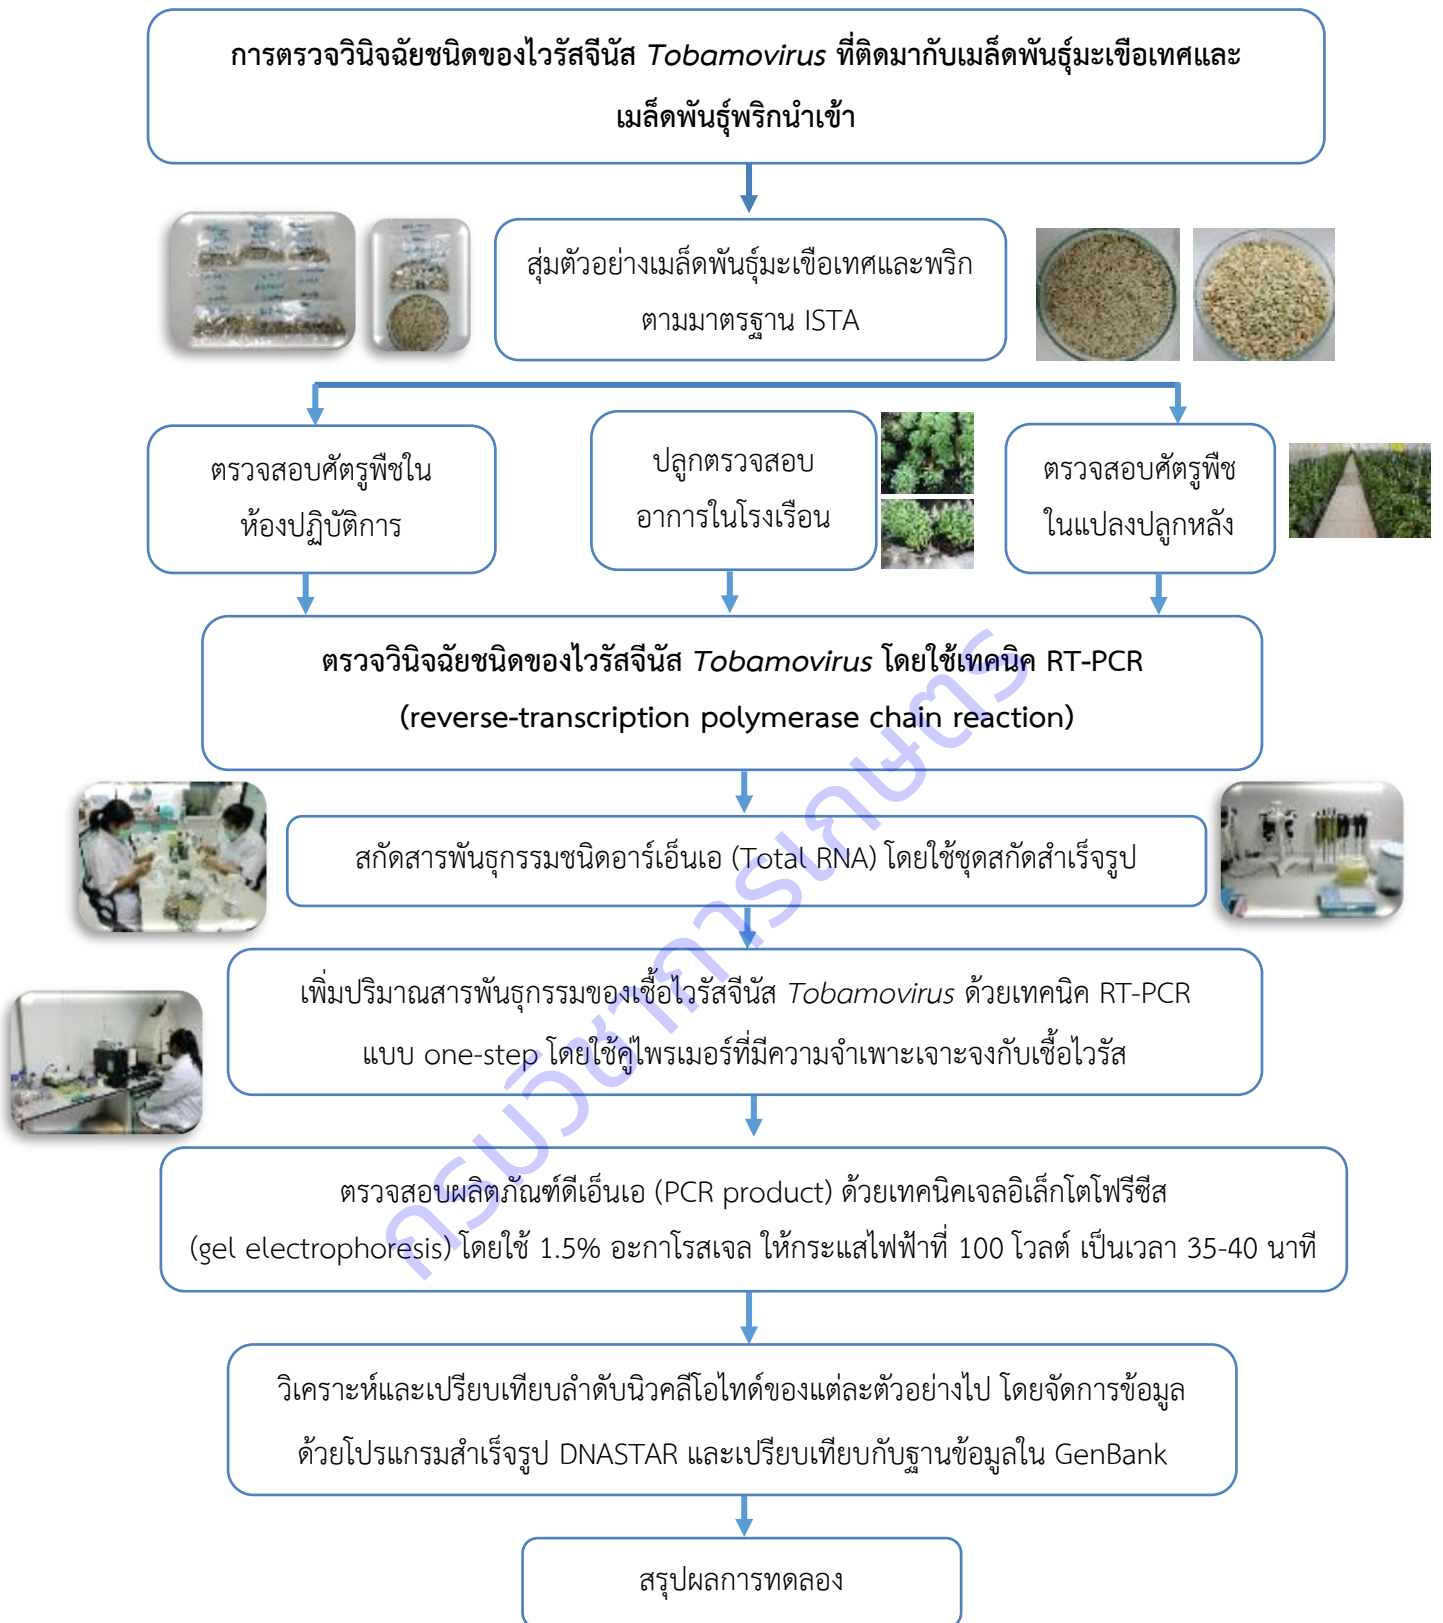 การตรวจวินิจฉัยชนิดของไวรัสจีนัส Tobamovirus ที่ติดมากับเมล็ดพันธุ์มะเขือเทศและ
เมล็ดพันธุ์พริกนำเข้า
สุ่มตัวอย่างเมล็ดพันธุ์มะเขือเทศและพริก
ตามมาตรฐาน ISTA
ตรวจสอบศัตรูพืชใน
ห้องปฏิบัติการ
ปลูกตรวจสอบ
อาการในโรงเรือน
ตรวจสอบศัตรูพืช
ในแปลงปลูกหลัง
ตรวจวินิจฉัยชนิดของไวรัสจีนัส Tobamovirus โดยใช้เทคนิค RT-PCR
(reverse-transcription polymerase chain reaction)
สกัดสารพันธุกรรมชนิดอาร์เอ็นเอ (Total RNA) โดยใช้ชุดสกัดสำเร็จรูป
เพิ่มปริมาณสารพันธุกรรมของเชื้อไวรัสจีนัส Tobamovirus ด้วยเทคนิค RT-PCR
แบบ one-step โดยใช้คู่ไพรเมอร์ที่มีความจำเพาะเจาะจงกับเชื้อไวรัส
ตรวจสอบผลิตภัณฑ์ดีเอ็นเอ (PCR product) ด้วยเทคนิคเจลอิเล็กโตโฟรีซีส
(gel electrophoresis) โดยใช้ 1.5% อะกาโรสเจล ให้กระแสไฟฟ้าที่ 100 โวลต์ เป็นเวลา 35-40 นาที
วิเคราะห์และเปรียบเทียบลำดับนิวคลีโอไทด์ของแต่ละตัวอย่างไป โดยจัดการข้อมูล
ด้วยโปรแกรมสำเร็จรูป DNASTAR และเปรียบเทียบกับฐานข้อมูลใน GenBank
สรุปผลการทดลอง
กรมวิชาการเกษตร